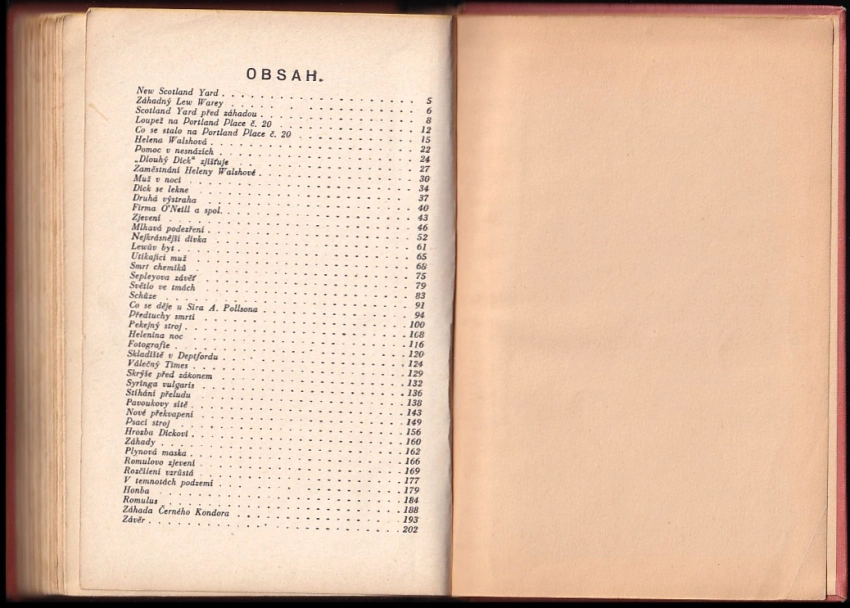 OBSAH.
New Scotland Yard . . . 5
Záhadný Lew Warey . . . 6
Scotland Yard před záhadou . . . 8
Loupež na Portland Place č. 20 . . . 12
Co se stalo na Portland Place č. 20 . . . 15
Helena Walshová . . . 22
Pomoc v nesnázích . . . 24
„Dlouhý Dick“ zjišťuje . . . 27
Zaměstnání Heleny Walshové . . . 30
Muž v noci . . . 34
Dick se lekne . . . 37
Druhá výstraha . . . 40
Firma O'Neill a spol. . . . 43
Zjevení . . . 46
Mlhavá podezření . . . 52
Nejkrásnější dívka . . . 61
Lewův byt . . . 65
Utíkající muž . . . 68
Smrt chemiků . . . 75
Sepleyova závěť . . . 79
Světlo ve tmách . . . 83
Schůze . . . 91
Co se děje u Sira A. Pollsona . . . 94
Předtuchy smrti . . . 100
Pekejný stroj . . . 108
Helenina noc . . . 116
Fotografie . . . 120
Skladiště v Deptfordu . . . 124
Válečný Times . . . 129
Skrýše před zákonem . . . 132
Syringa vulgaris . . . 136
Stíhání přeludu . . . 138
Pavoukovy sítě . . . 143
Nové překvapení . . . 149
Psací stroj . . . 156
Hrozba Dickovi . . . 160
Záhady . . . 162
Plynová maska . . . 166
Romulovo zjevení . . . 169
Rozčílení vzrůstá . . . 177
V temnotách podzemí . . . 179
Honba . . . 184
Romulus . . . 188
Záhada Černého Kondora . . . 193
Závěr . . . 202